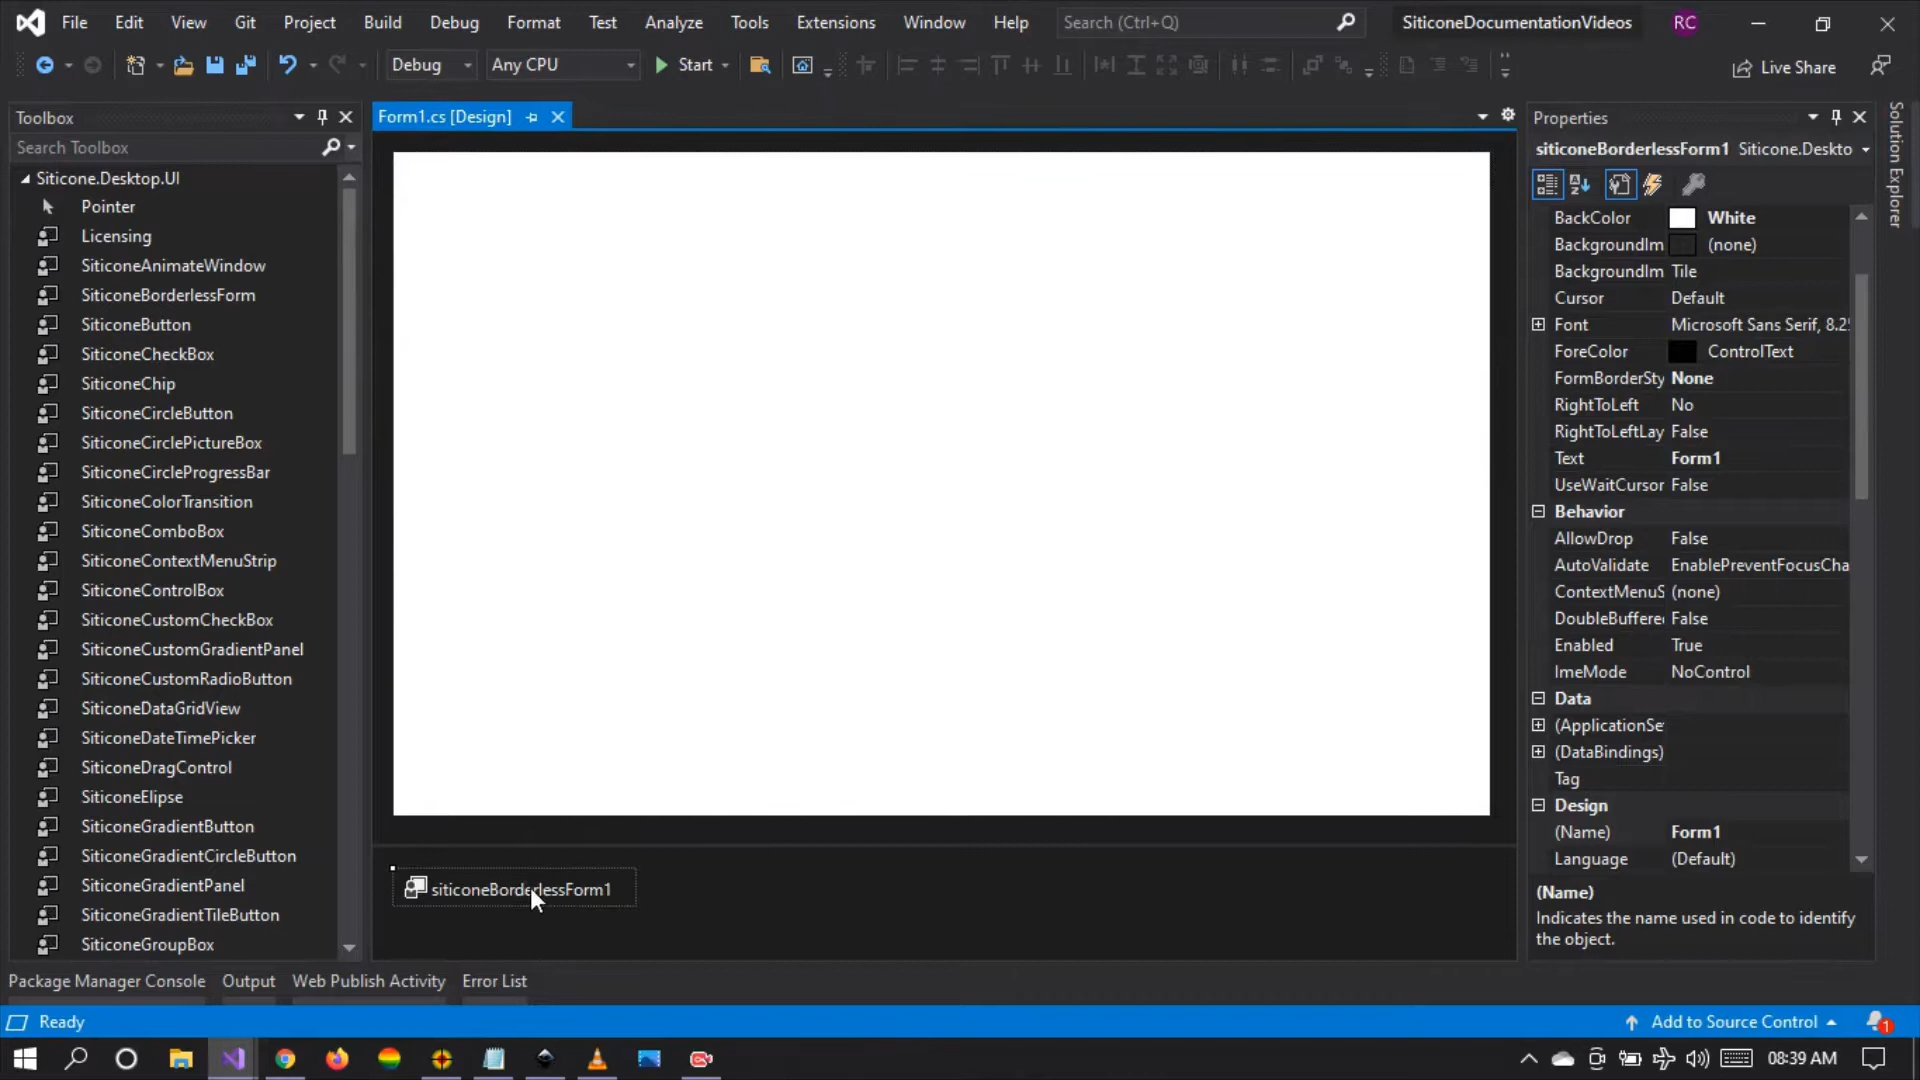 File Edit View Git Project Build Debug Format Test Analyze Tools Extensions Window Help Search (Ctrl+Q) SiticoneDocumentationVideos RC
Debug Any CPU Start Live Share
Toolbox
Search Toolbox
Siticone.Desktop.UI
Pointer
Licensing
SiticoneAnimateWindow
SiticoneBorderlessForm
SiticoneButton
SiticoneCheckBox
SiticoneChip
SiticoneCircleButton
SiticoneCirclePictureBox
SiticoneCircleProgressBar
SiticoneColorTransition
SiticoneComboBox
SiticoneContextMenuStrip
SiticoneControlBox
SiticoneCustomCheckBox
SiticoneCustomGradientPanel
SiticoneCustomRadioButton
SiticoneDataGridView
SiticoneDateTimePicker
SiticoneDragControl
SiticoneElipse
SiticoneGradientButton
SiticoneGradientCircleButton
SiticoneGradientPanel
SiticoneGradientTileButton
SiticoneGroupBox
Form1.cs [Design]
siticoneBorderlessForm1
Properties
siticoneBorderlessForm1 Siticone.Deskto
BackColor White
BackgroundIm (none)
BackgroundIm Tile
Cursor Default
Font Microsoft Sans Serif, 8.25
ForeColor ControlText
FormBorderSty None
RightToLeft No
RightToLeftLay False
Text Form1
UseWaitCursor False
Behavior
AllowDrop False
AutoValidate EnablePreventFocusCha
ContextMenuS (none)
DoubleBuffere False
Enabled True
ImeMode NoControl
Data
(ApplicationSe
(DataBindings)
Tag
Design
(Name) Form1
Language (Default)
(Name)
Indicates the name used in code to identify
the object.
Solution Explorer
Package Manager Console Output Web Publish Activity Error List
Ready Add to Source Control 1
08:39 AM